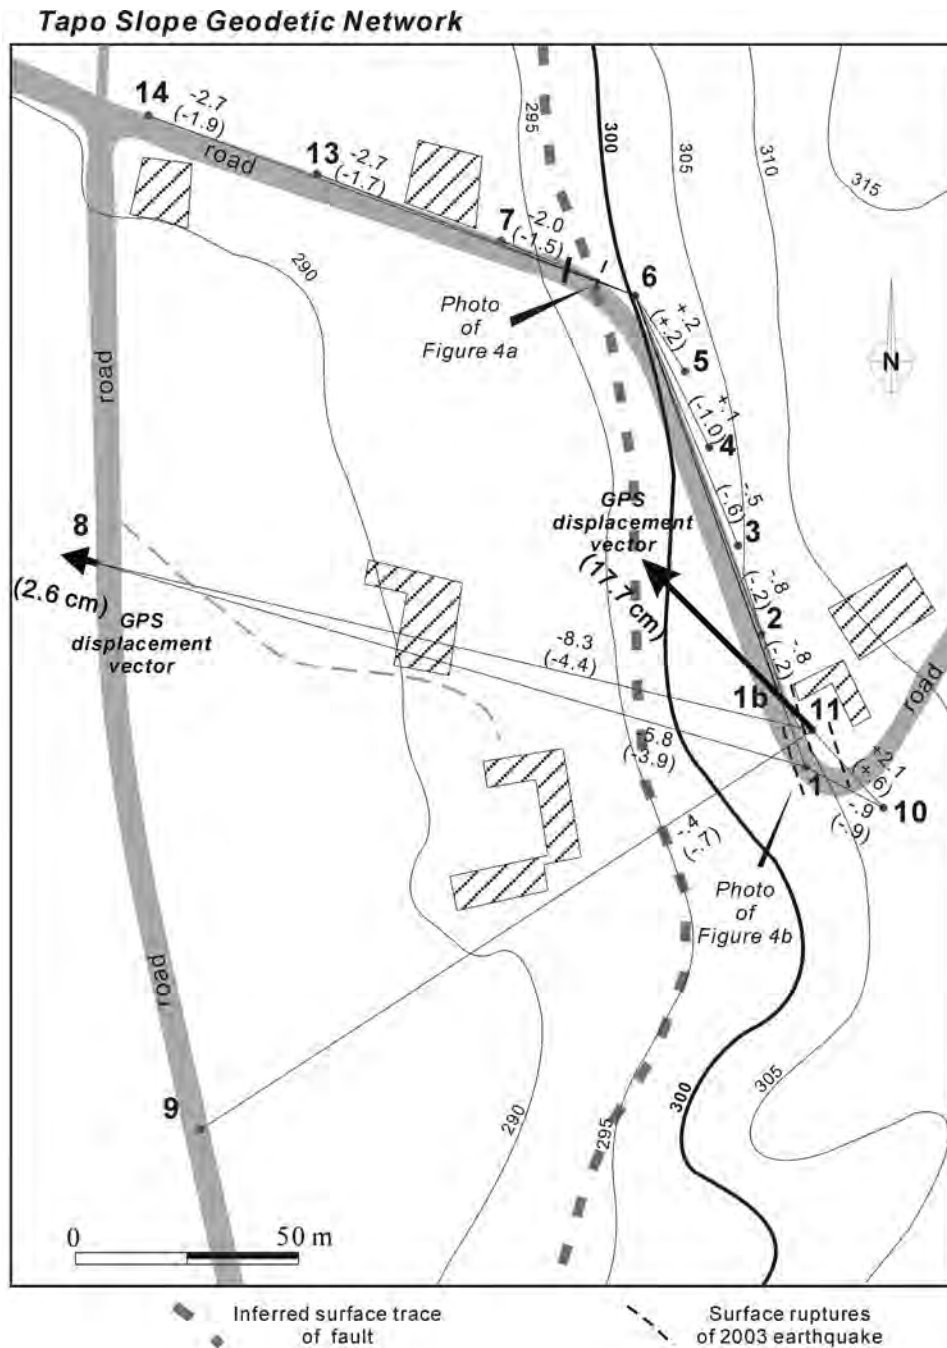 Tapo Slope Geodetic Network
14
-2.7
(-1.9)
road
13
-2.7
(-1.7)
7
-2.0
(-1.5)
295
300
305
310
315
290
6
Photo
of
Figure 4a
+.2
(+.2)
5
+.1
(-1.0)
4
N
road
-.5
(-.6)
3
8
(2.6 cm)
GPS
displacement
vector
GPS
displacement
vector
(17.7 cm)
-.8
(-.2)
2
-.8
(-.2)
-8.3
(-4.4)
1b
11
road
5.8
(-3.9)
1
10
-.9
(-.9)
-.4
(-.7)
Photo
of
Figure 4b
road
9
290
295
300
305
0
50 m
Inferred surface trace
of fault
Surface ruptures
of 2003 earthquake